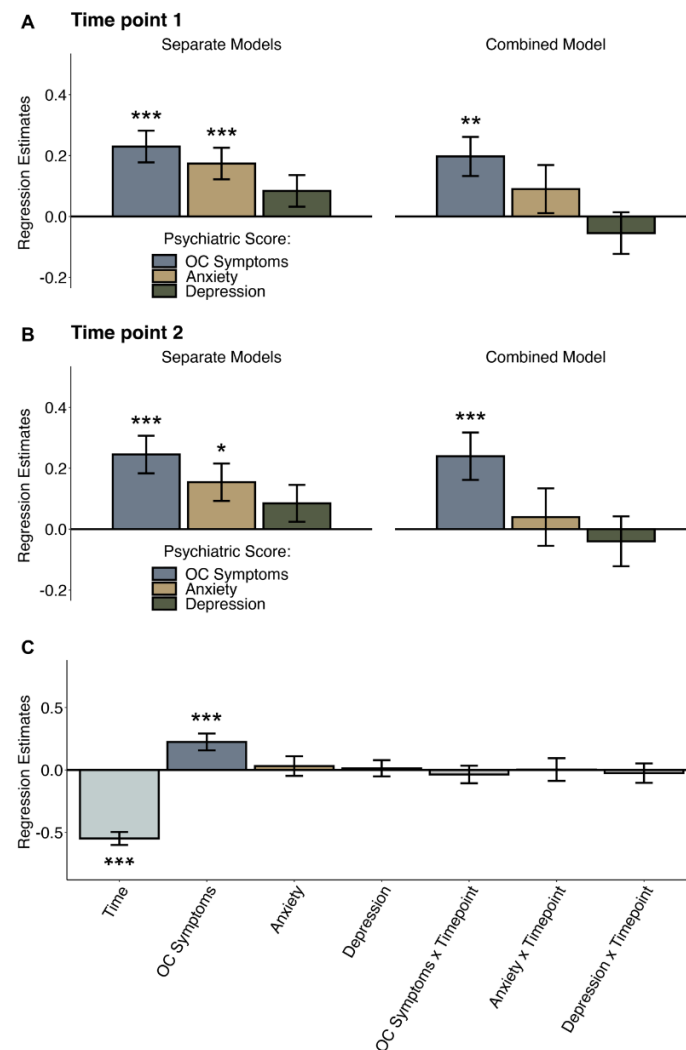 A Time point 1
Separate Models
Combined Model
Regression Estimates
0.4
0.2
0.0
-0.2
***
***
**
Psychiatric Score:
OC Symptoms
Anxiety
Depression
B Time point 2
Separate Models
Combined Model
Regression Estimates
0.4
0.2
0.0
-0.2
***
*
***
Psychiatric Score:
OC Symptoms
Anxiety
Depression
C
Regression Estimates
0.5
0.0
-0.5
***
***
Time
OC Symptoms
Anxiety
Depression
OC Symptoms x Timepoint
Anxiety x Timepoint
Depression x Timepoint